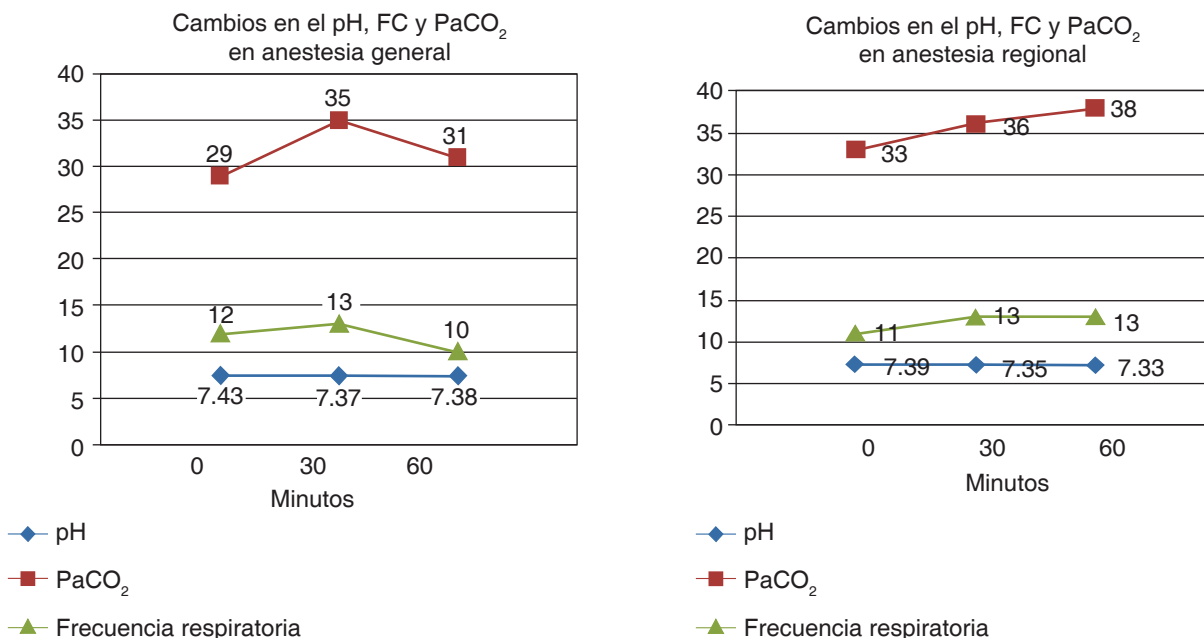 Cambios en el pH, FC y PaCO₂
en anestesia general
40
35
30
25
20
15
10
5
0
29
35
31
12
13
10
7.43
7.37
7.38
0 30 60
Minutos
pH
PaCO₂
Frecuencia respiratoria
Cambios en el pH, FC y PaCO₂
en anestesia regional
40
35
30
25
20
15
10
5
0
33
36
38
11
13
13
7.39
7.35
7.33
0 30 60
Minutos
pH
PaCO₂
Frecuencia respiratoria